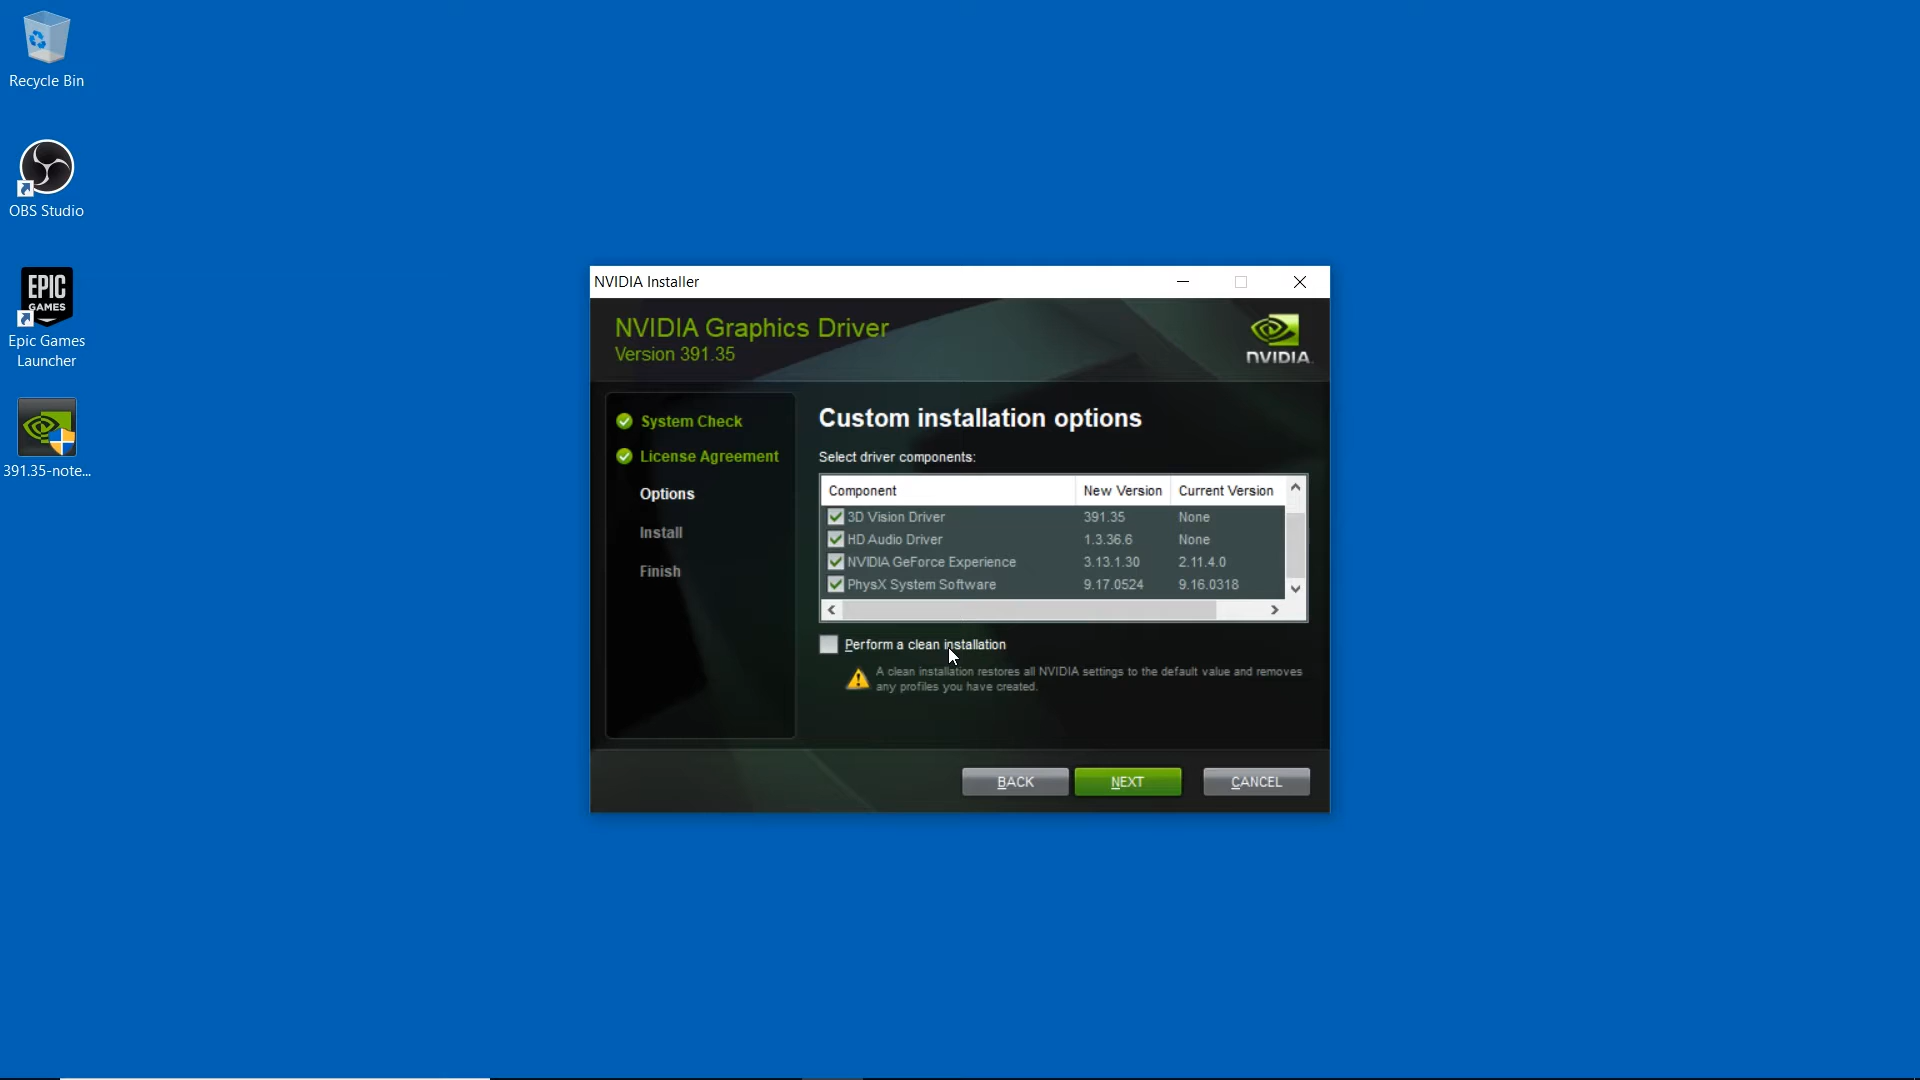 Recycle Bin
OBS Studio
EPIC
GAMES
Epic Games
Launcher
391.35-note...
NVIDIA Installer
NVIDIA Graphics Driver
Version 391.35
NVIDIA.
System Check
License Agreement
Options
Install
Finish
Custom installation options
Select driver components:
Component New Version Current Version
3D Vision Driver 391.35 None
HD Audio Driver 1.3.36.6 None
NVIDIA GeForce Experience 3.13.1.30 2.11.4.0
PhysX System Software 9.17.0524 9.16.0318
Perform a clean installation
A clean installation restores all NVIDIA settings to the default value and removes
any profiles you have created.
BACK NEXT CANCEL